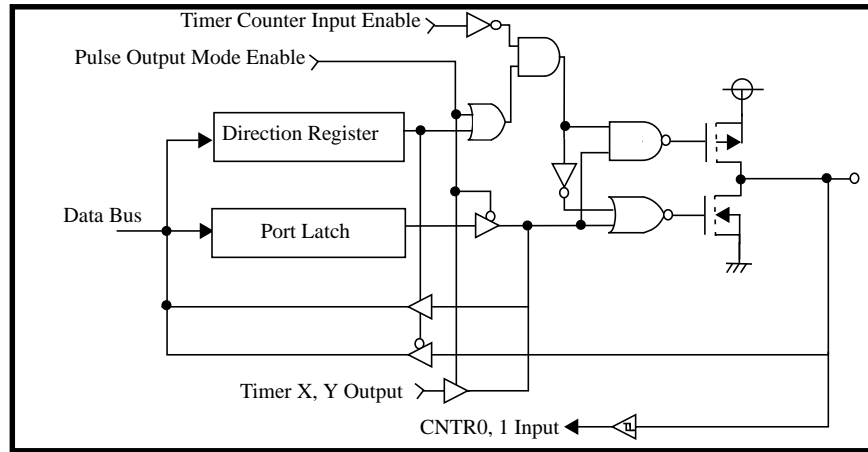 Timer Counter Input Enable
Pulse Output Mode Enable
Direction Register
Data Bus
Port Latch
Timer X, Y Output
CNTR0, 1 Input